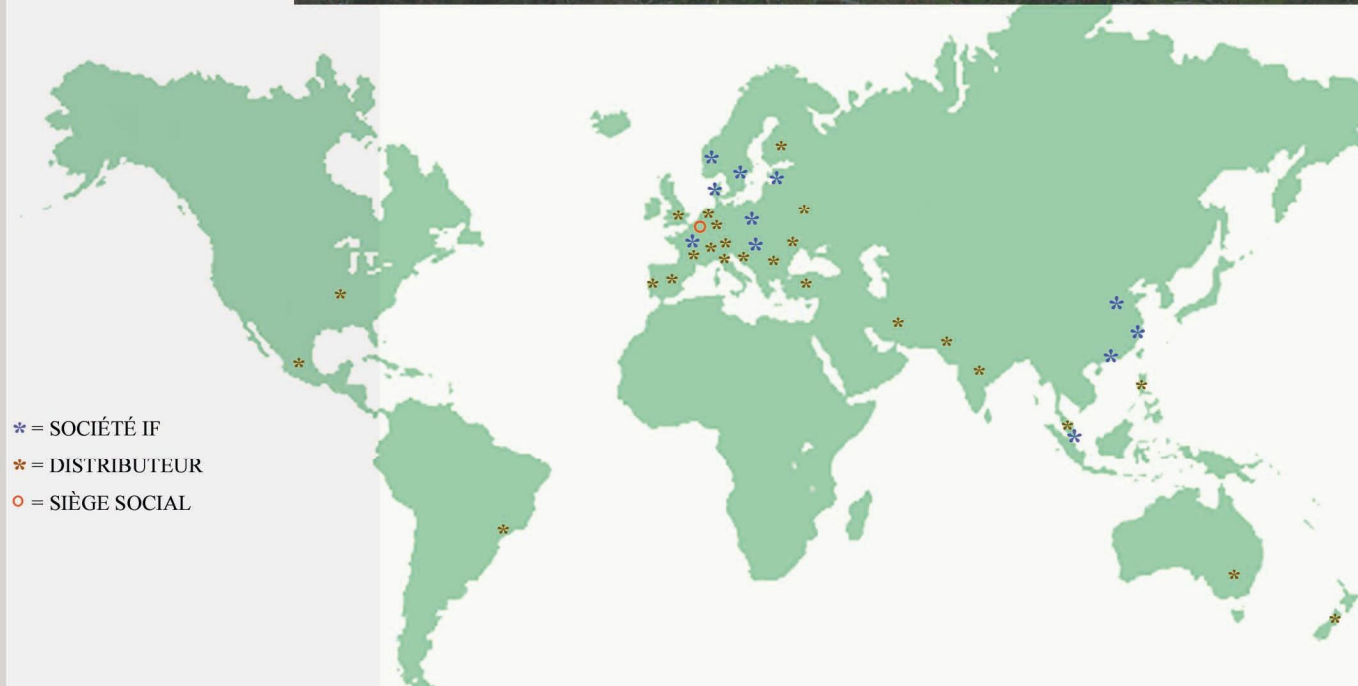 * = SOCIÉTÉ IF
* = DISTRIBUTEUR
○ = SIÈGE SOCIAL